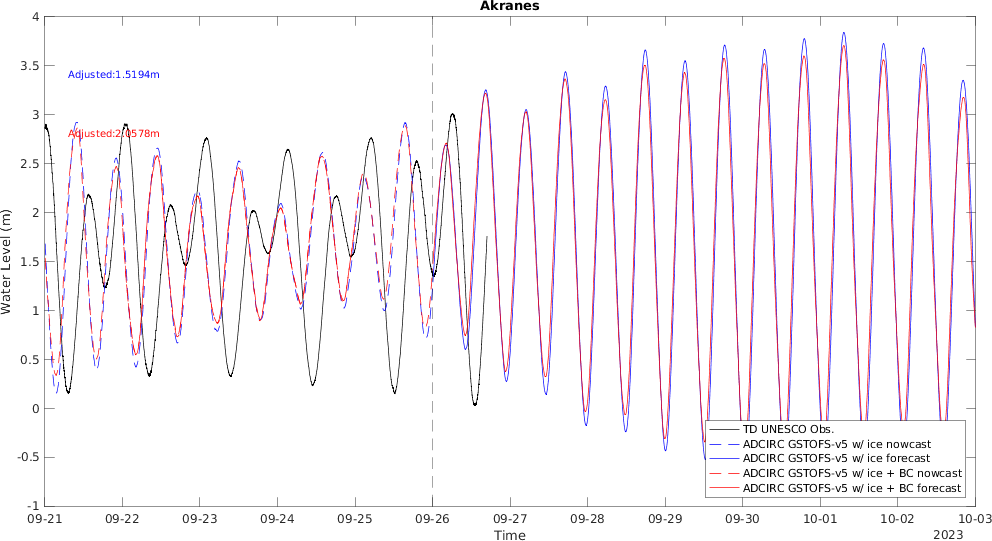 Akranes
Adjusted:1.5194m
Adjusted:2.0578m
Water Level (m)
4
3.5
3
2.5
2
1.5
1
0.5
0
-0.5
-1
09-21
09-22
09-23
09-24
09-25
09-26
09-27
09-28
09-29
09-30
10-01
10-02
10-03
2023
Time
TD UNESCO Obs.
ADCIRC GSTOFS-v5 w/ ice nowcast
ADCIRC GSTOFS-v5 w/ ice forecast
ADCIRC GSTOFS-v5 w/ ice + BC nowcast
ADCIRC GSTOFS-v5 w/ ice + BC forecast